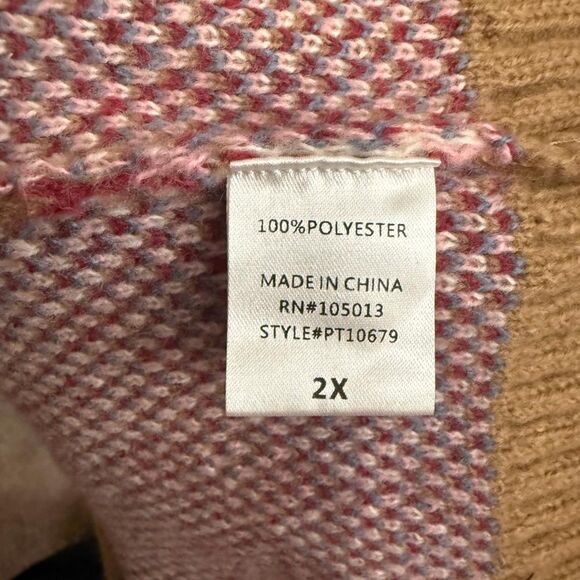 100%POLYESTER
MADE IN CHINA
RN#105013
STYLE#PT10679
2X